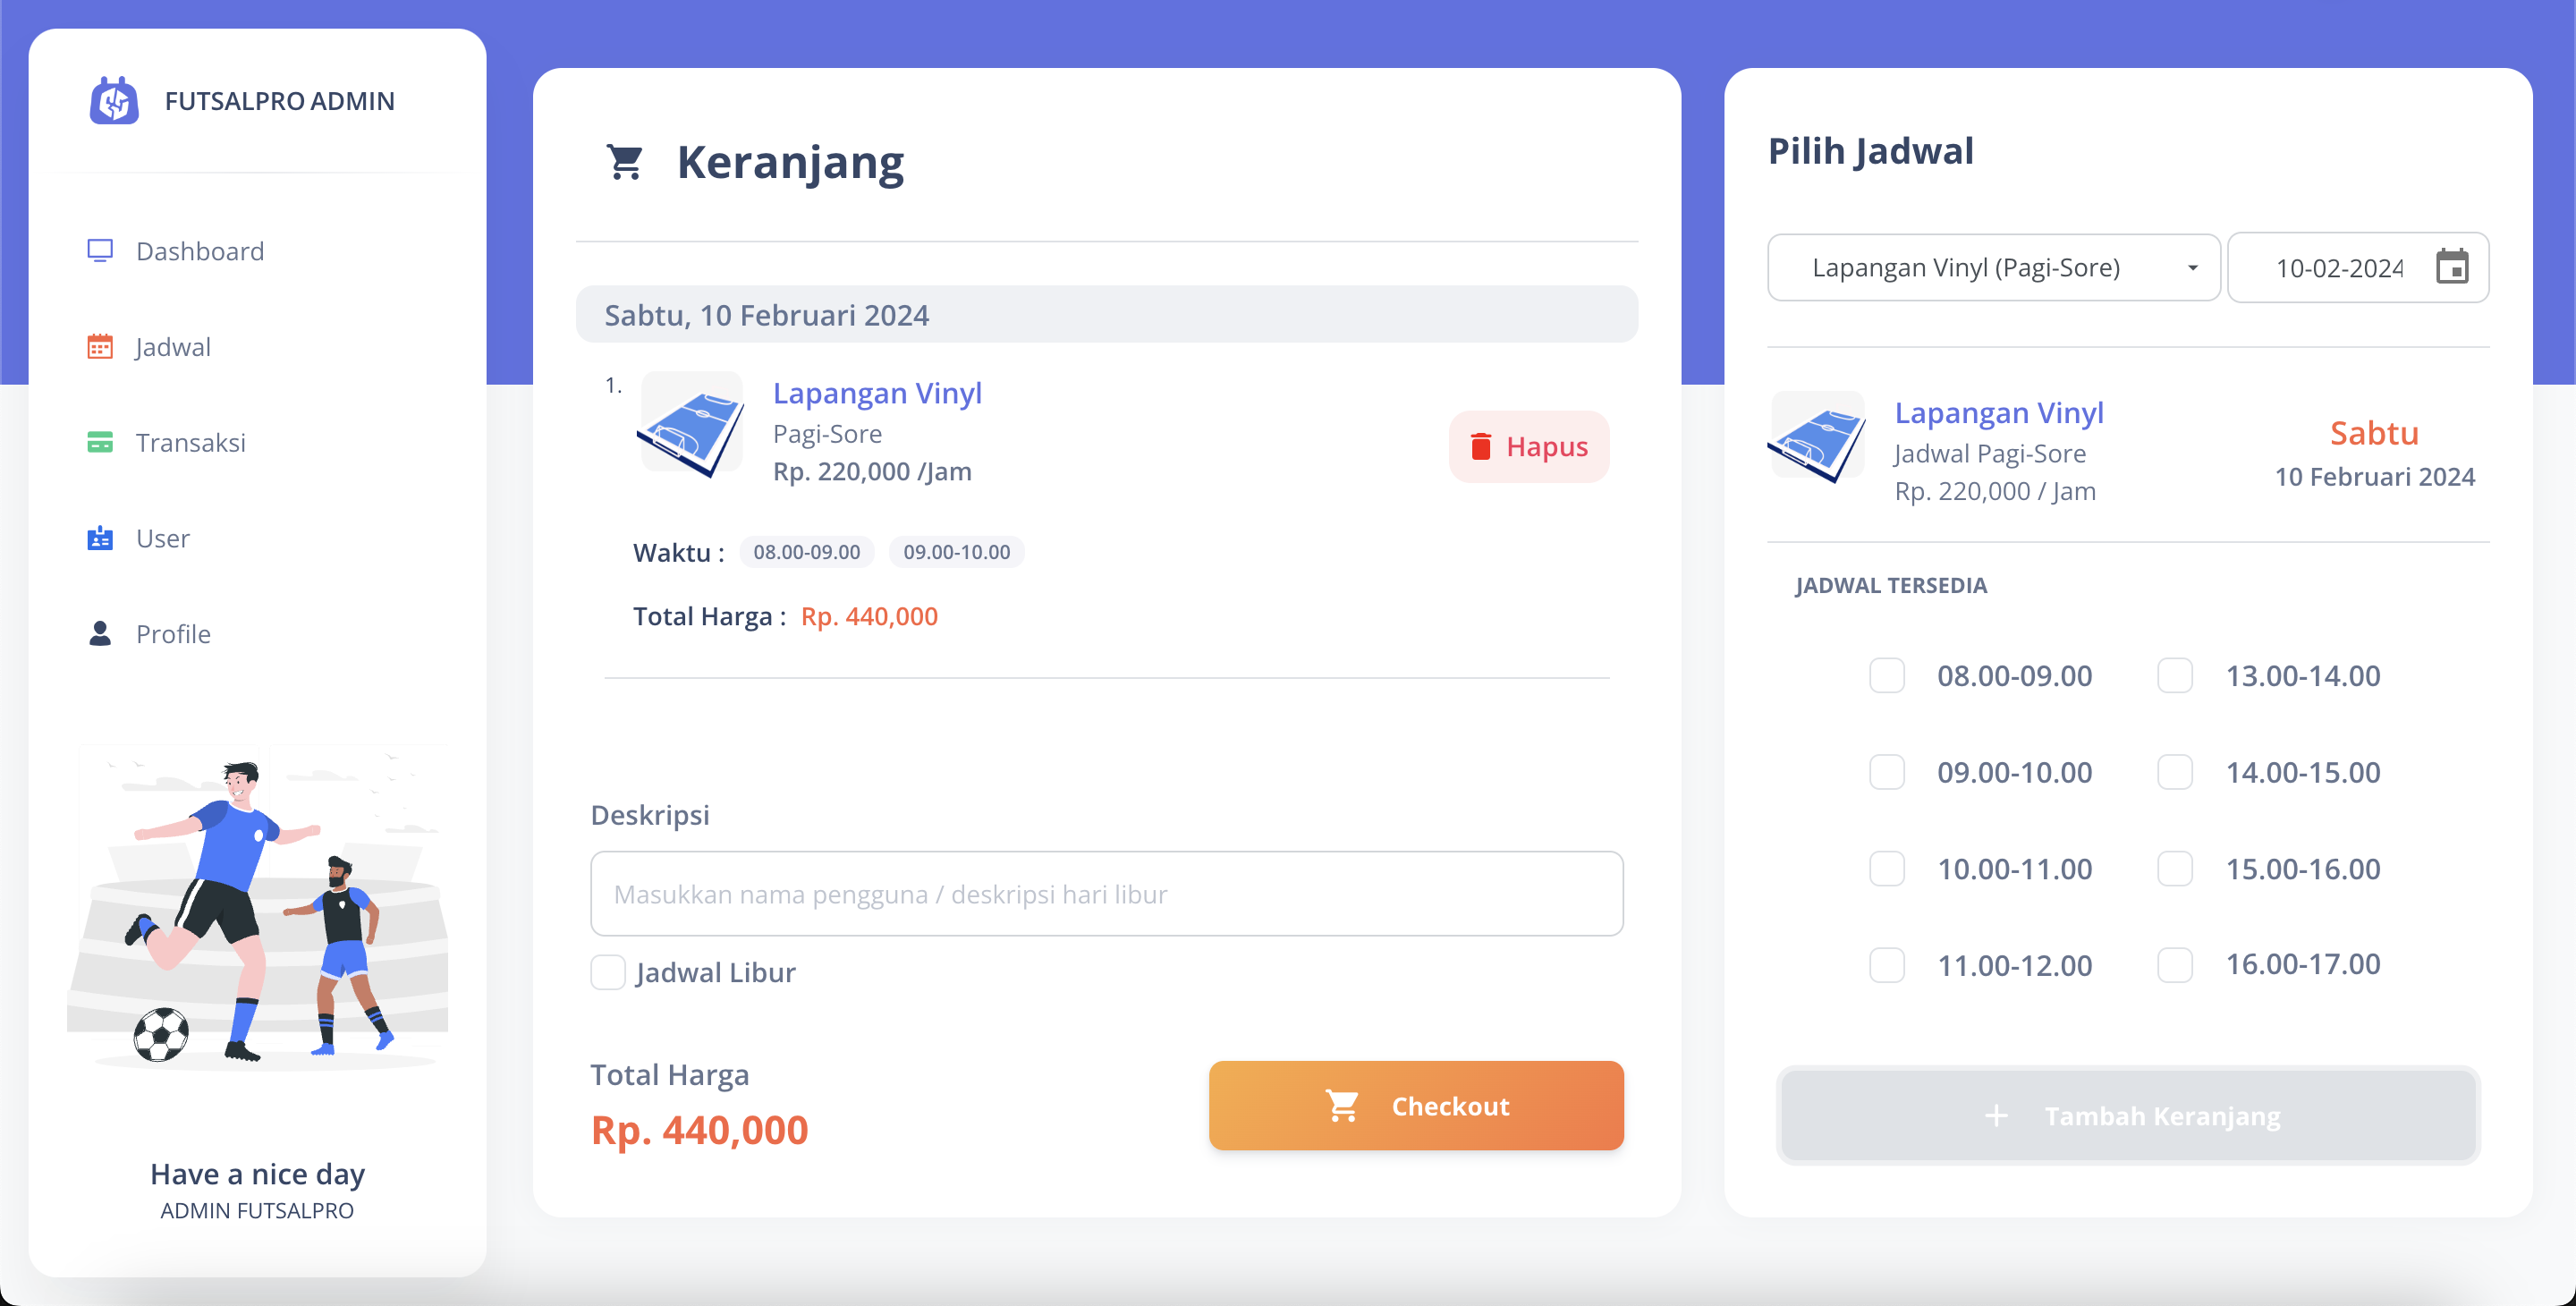 FUTSALPRO ADMIN
Dashboard
Jadwal
Transaksi
User
Profile
Have a nice day
ADMIN FUTSALPRO
Keranjang
Sabtu, 10 Februari 2024
1.
Lapangan Vinyl
Pagi-Sore
Rp. 220,000 /Jam
Hapus
Waktu : 08.00-09.00 09.00-10.00
Total Harga : Rp. 440,000
Deskripsi
Masukkan nama pengguna / deskripsi hari libur
Jadwal Libur
Total Harga
Rp. 440,000
Checkout
Pilih Jadwal
Lapangan Vinyl (Pagi-Sore) 10-02-2024
Lapangan Vinyl
Jadwal Pagi-Sore
Rp. 220,000 / Jam
Sabtu
10 Februari 2024
JADWAL TERSEDIA
08.00-09.00 13.00-14.00
09.00-10.00 14.00-15.00
10.00-11.00 15.00-16.00
11.00-12.00 16.00-17.00
+ Tambah Keranjang